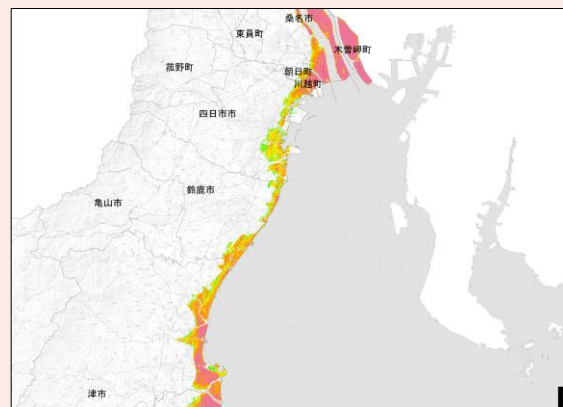 桑名市
東員町
木曽岬町
菰野町
朝日町
川越町
四日市市
鈴鹿市
亀山市
津市